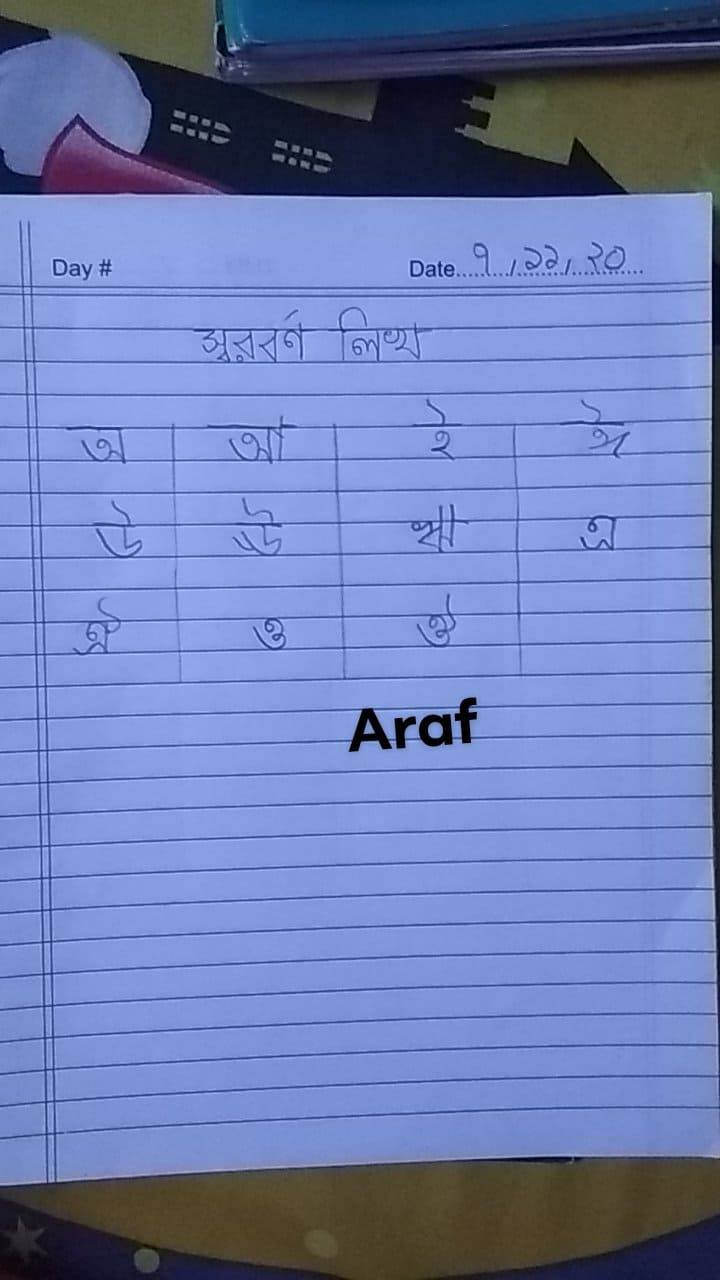 Day #
Date ৭,১১,২০
স্বরবর্ণ লিখ
অ আ ই ঈ
উ ঊ ঋ এ
ঐ ও ঔ
Araf